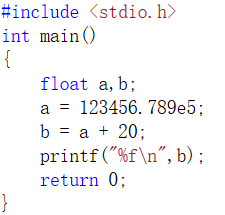 #include <stdio.h>
int main()
{
    float a,b;
    a = 123456.789e5;
    b = a + 20;
    printf("%f\n",b);
    return 0;
}